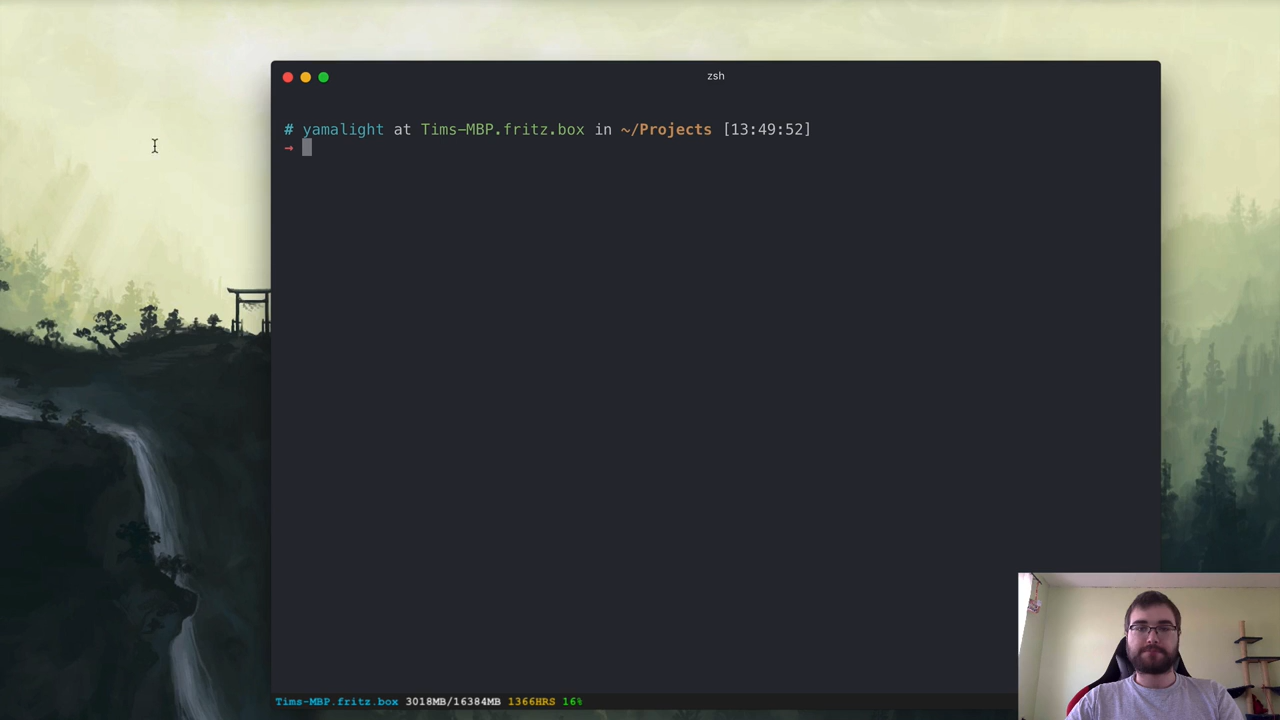 zsh
# yamalight at Tims-MBP.fritz.box in ~/Projects [13:49:52]
→
Tims-MBP.fritz.box 3018MB/16384MB 1366HRS 16%